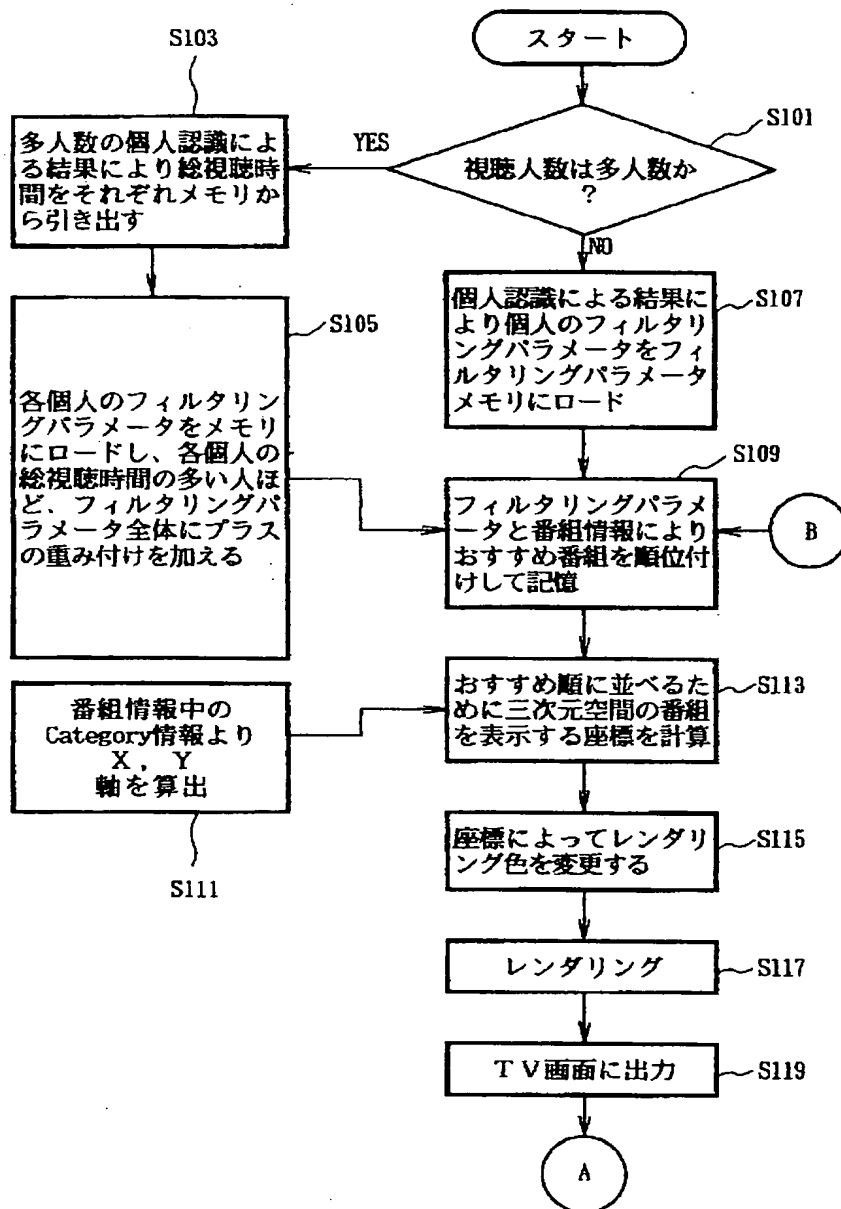 スタート
S101
視聴人数は多人数か
?
YES
NO
S103
多人数の個人認識によ
る結果により総視聴時
間をそれぞれメモリか
ら引き出す
S105
各個人のフィルタリン
グパラメータをメモリ
にロードし、各個人の
総視聴時間の多い人ほ
ど、フィルタリングパ
ラメータ全体にプラス
の重み付けを加える
S107
個人認識による結果に
より個人のフィルタリ
ングパラメータをフィ
ルタリングパラメータ
メモリにロード
S109
フィルタリングパラメ
ータと番組情報により
おすすめ番組を順位付
けして記憶
B
番組情報中の
Category情報より
X, Y
軸を算出
S111
おすすめ順に並べるた
めに三次元空間の番組
を表示する座標を計算
S113
座標によってレンダリ
ング色を変更する
S115
レンダリング
S117
TV画面に出力
S119
A